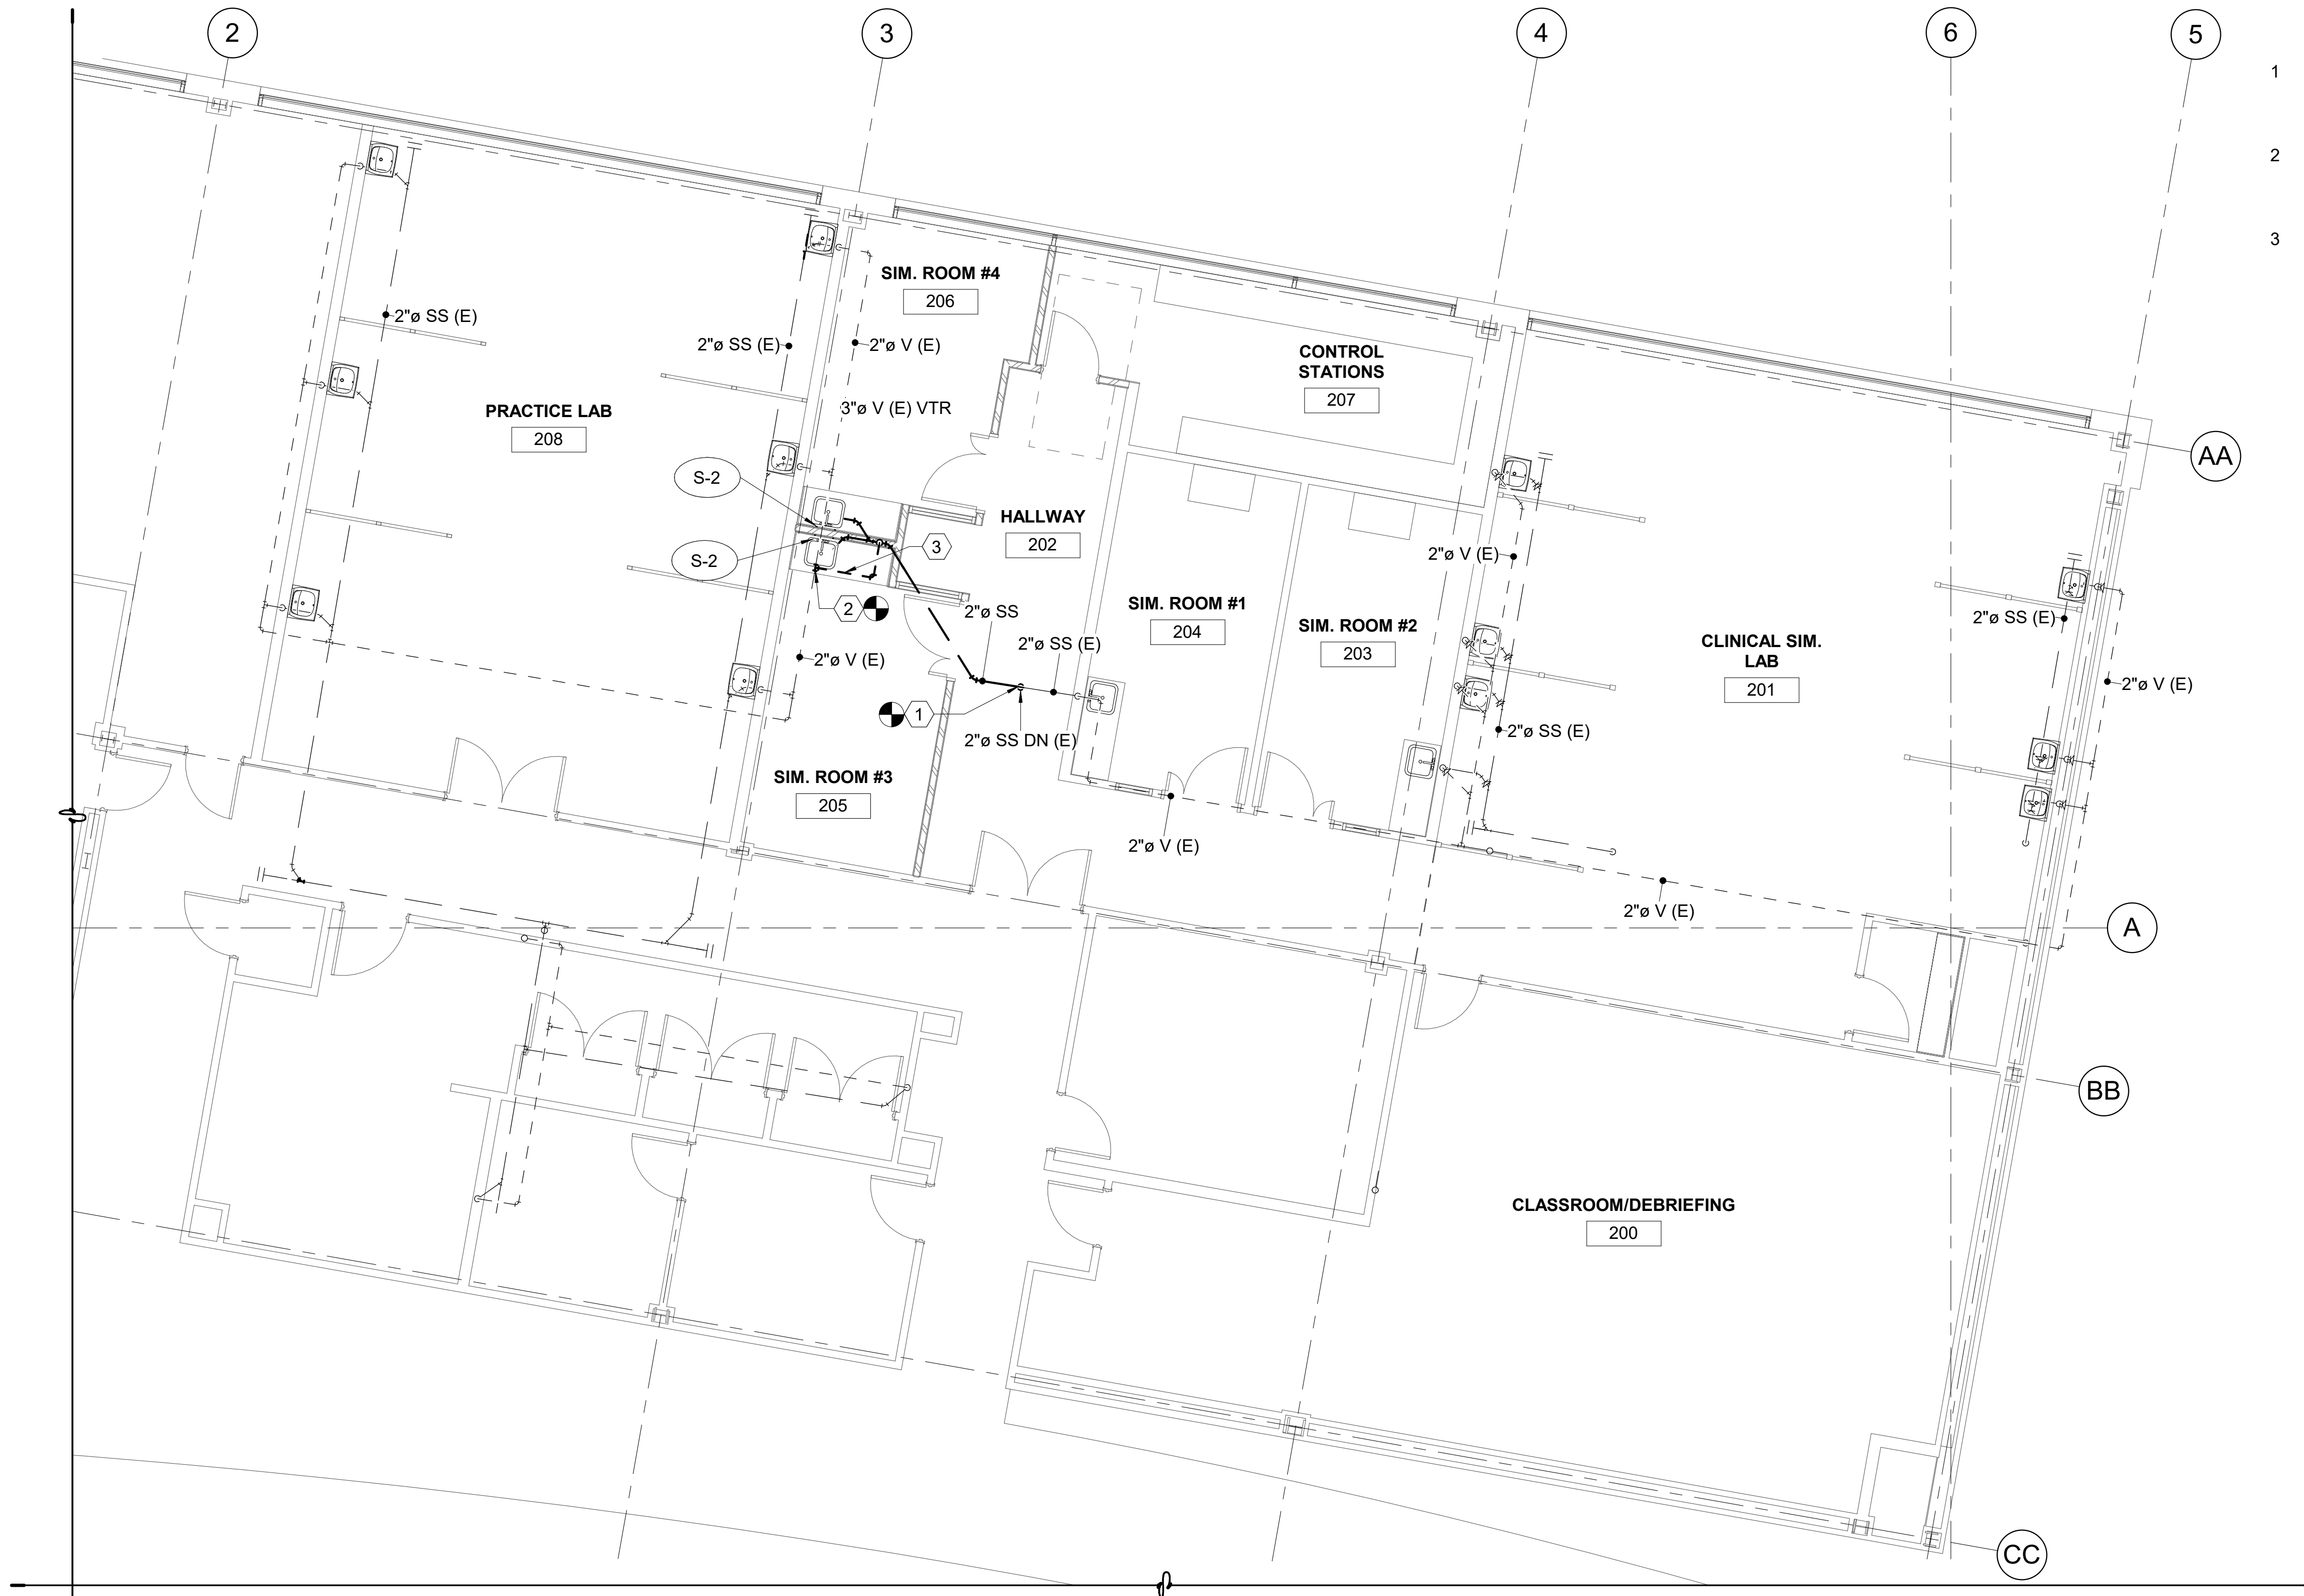 2
3
4
6
5
1
2
3
SIM. ROOM #4
206
2"ø SS (E)
2"ø SS (E)
2"ø V (E)
CONTROL
STATIONS
207
PRACTICE LAB
208
3"ø V (E) VTR
AA
S-2
HALLWAY
202
3
S-2
2"ø V (E)
2
2"ø SS
SIM. ROOM #1
204
SIM. ROOM #2
203
2"ø SS (E)
CLINICAL SIM.
LAB
201
2"ø SS (E)
2"ø V (E)
2"ø V (E)
1
2"ø SS DN (E)
2"ø SS (E)
SIM. ROOM #3
205
2"ø V (E)
2"ø V (E)
A
BB
CLASSROOM/DEBRIEFING
200
CC